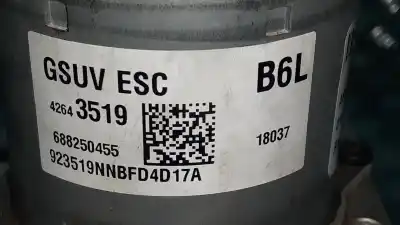 GSUV ESC B6L
4264 3519
688250455 18037
923519NNBFD4D17A